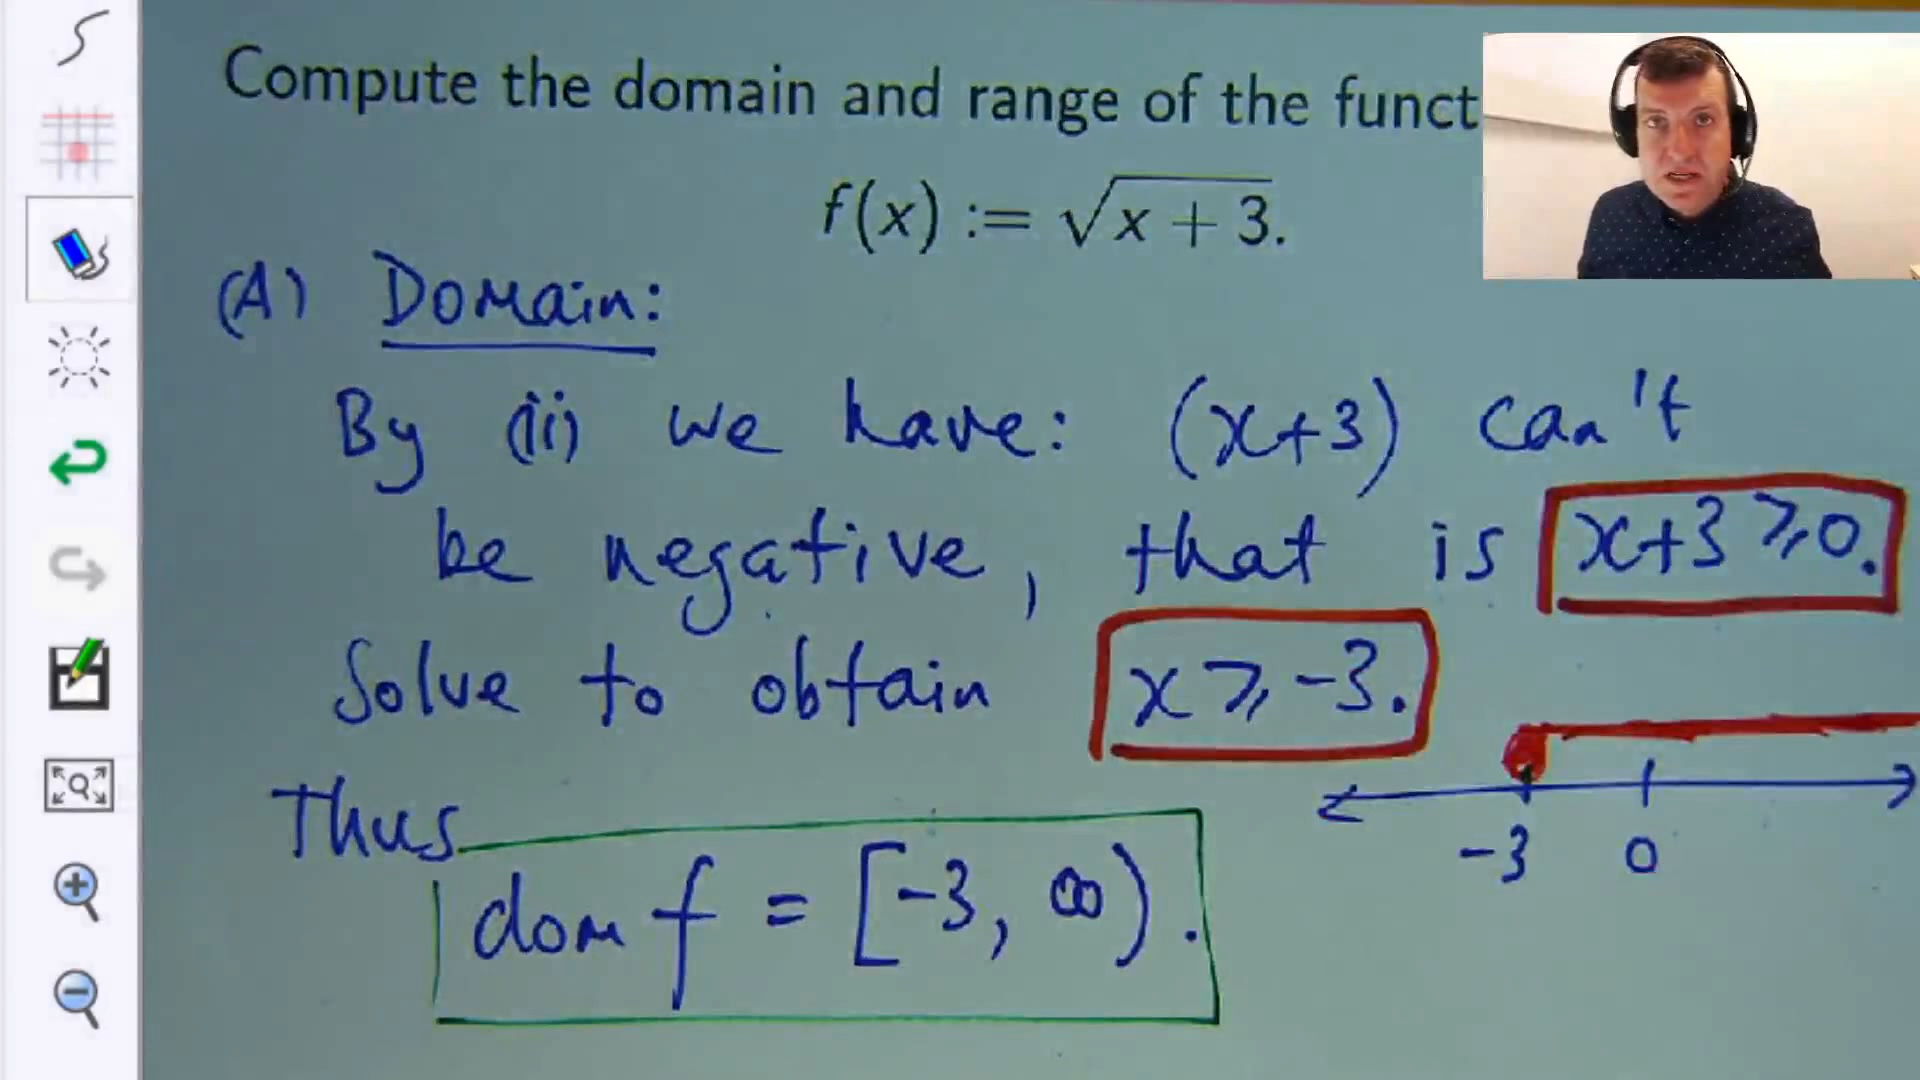 Compute the domain and range of the funct
f(x) := √x + 3.
(A) Domain:
By (ii) we have: (x+3) can't
be negative, that is x+3 ⩾ 0.
Solve to obtain x ⩾ -3.
Thus
-3 0
dom f = [-3, ∞).